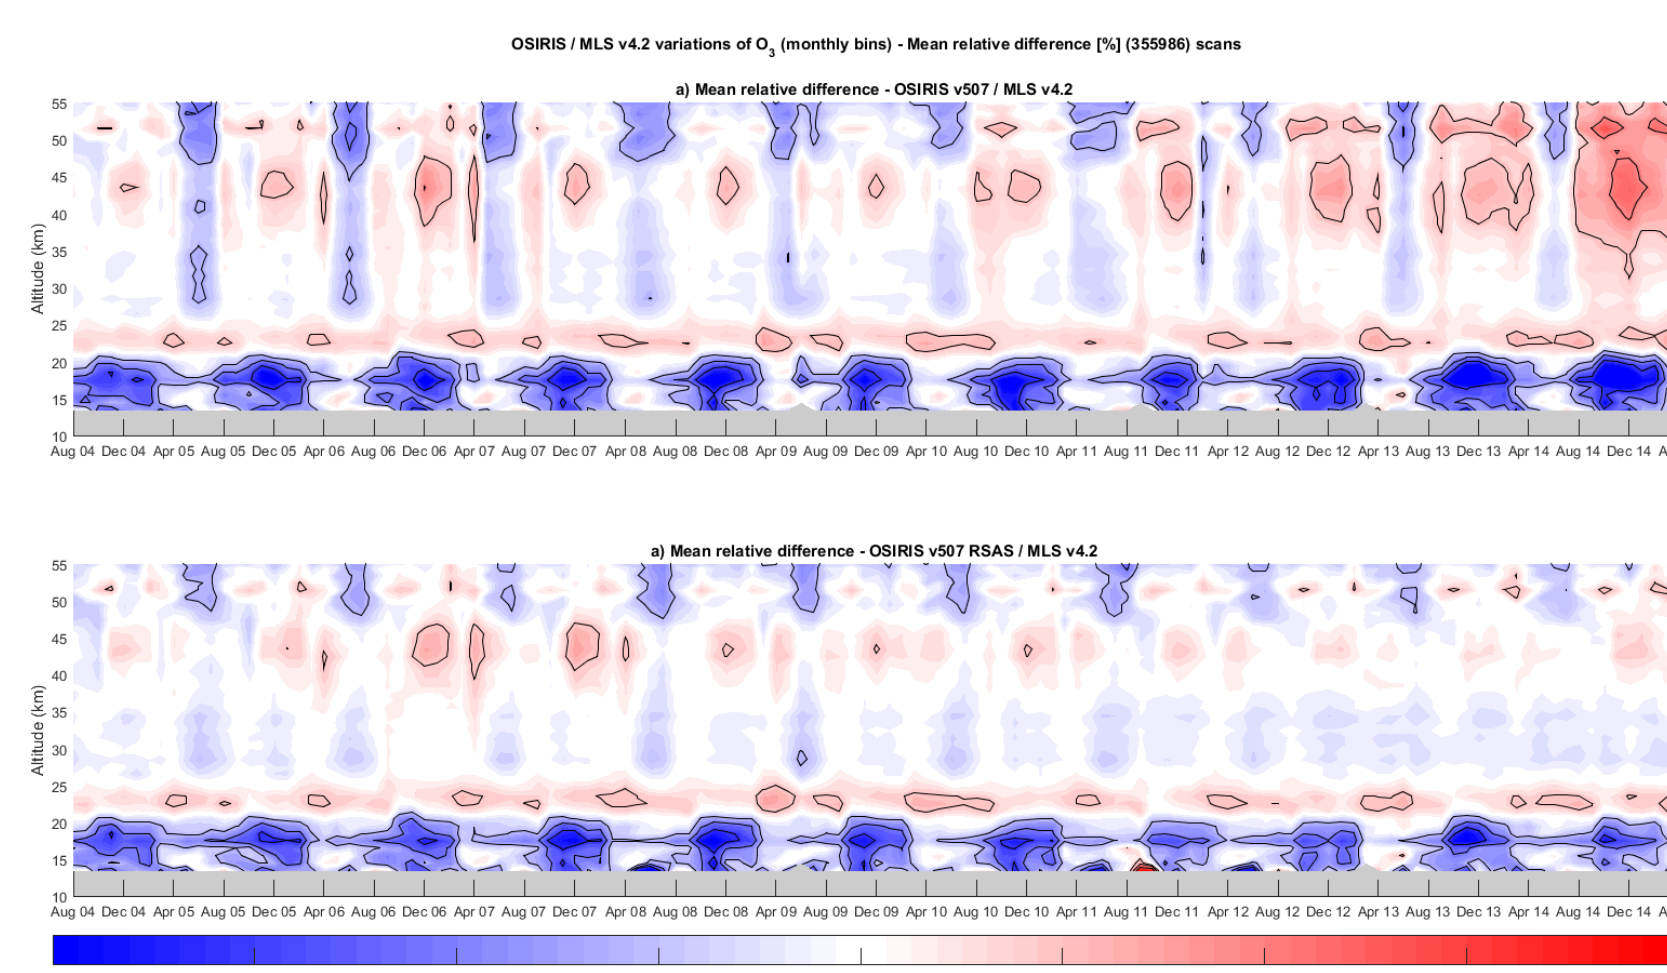 OSIRIS / MLS v4.2 variations of O3 (monthly bins) - Mean relative difference [%] (355986) scans
a) Mean relative difference - OSIRIS v507 / MLS v4.2
Altitude (km)
55
50
45
40
35
30
25
20
15
10
Aug 04 Dec 04 Apr 05 Aug 05 Dec 05 Apr 06 Aug 06 Dec 06 Apr 07 Aug 07 Dec 07 Apr 08 Aug 08 Dec 08 Apr 09 Aug 09 Dec 09 Apr 10 Aug 10 Dec 10 Apr 11 Aug 11 Dec 11 Apr 12 Aug 12 Dec 12 Apr 13 Aug 13 Dec 13 Apr 14 Aug 14 Dec 14 A
a) Mean relative difference - OSIRIS v507 RSAS / MLS v4.2
Altitude (km)
55
50
45
40
35
30
25
20
15
10
Aug 04 Dec 04 Apr 05 Aug 05 Dec 05 Apr 06 Aug 06 Dec 06 Apr 07 Aug 07 Dec 07 Apr 08 Aug 08 Dec 08 Apr 09 Aug 09 Dec 09 Apr 10 Aug 10 Dec 10 Apr 11 Aug 11 Dec 11 Apr 12 Aug 12 Dec 12 Apr 13 Aug 13 Dec 13 Apr 14 Aug 14 Dec 14 A